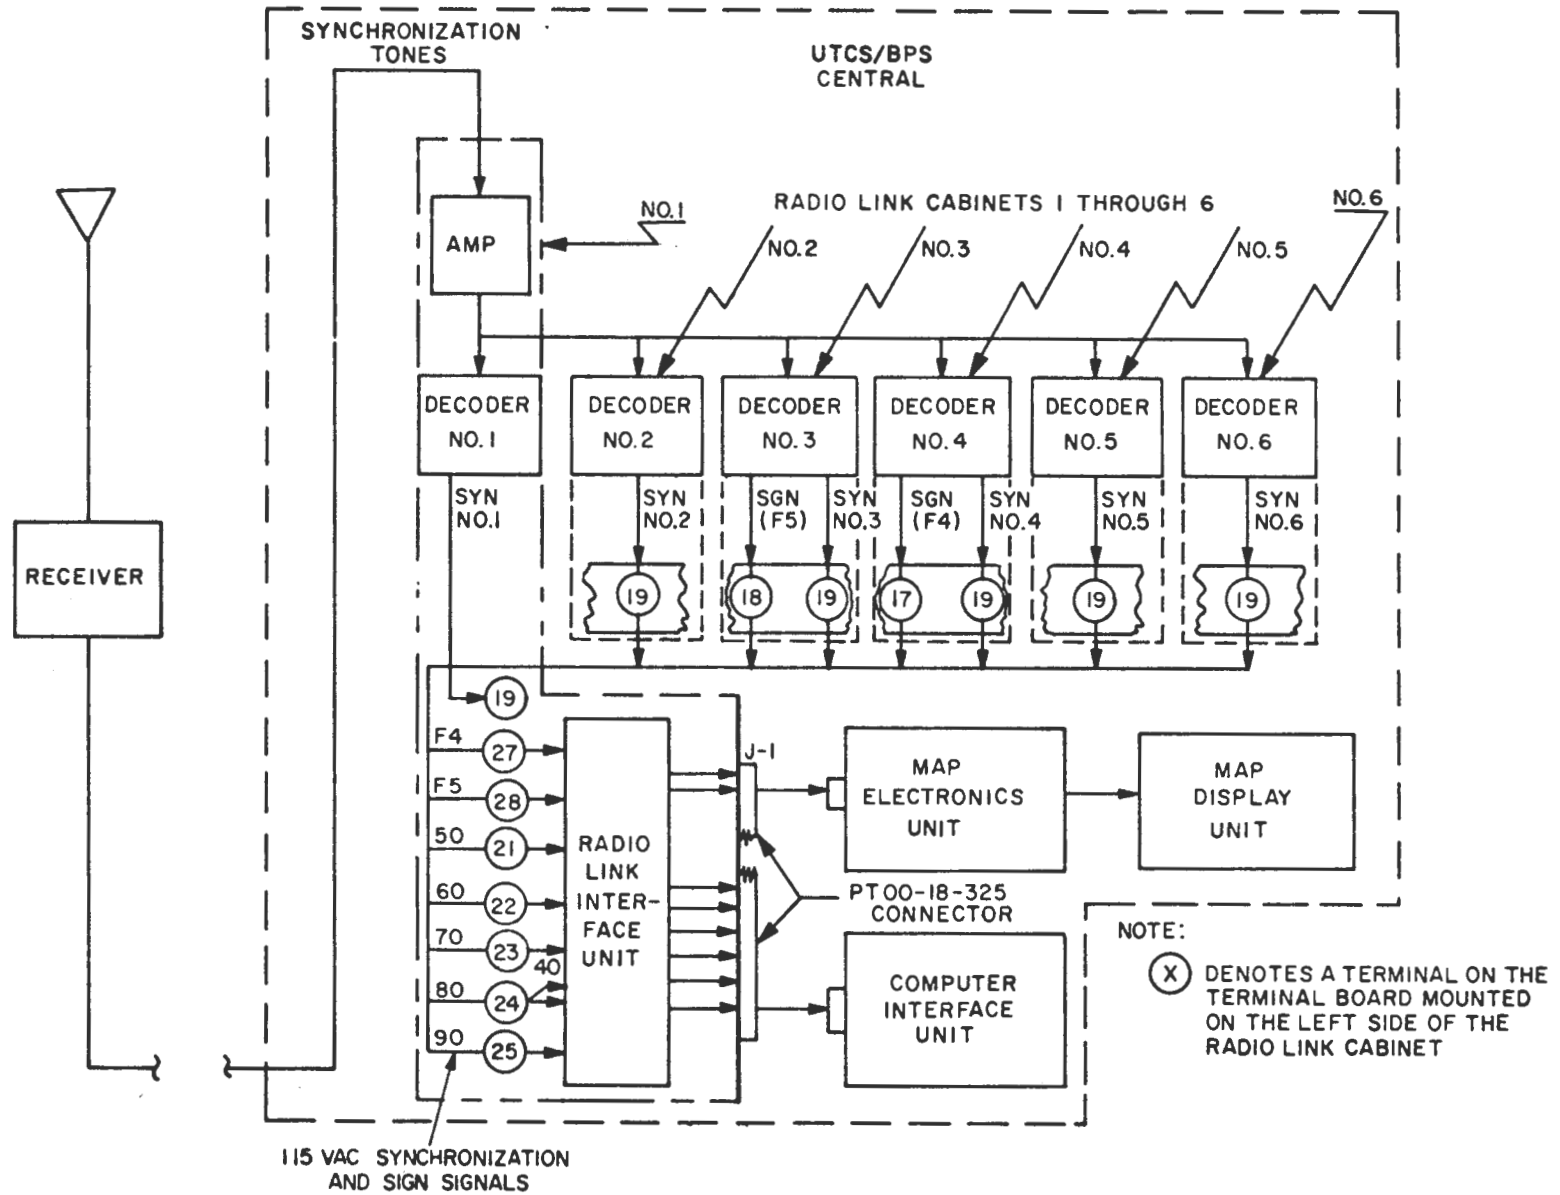 SYNCHRONIZATION
TONES
UTCS/BPS
CENTRAL
RADIO LINK CABINETS 1 THROUGH 6
NO.1
NO.2
NO.3
NO.4
NO.5
NO.6
AMP
RECEIVER
DECODER
NO.1
DECODER
NO.2
DECODER
NO.3
DECODER
NO.4
DECODER
NO.5
DECODER
NO.6
SYN
NO.1
SYN
NO.2
SGN
(F5)
SYN
NO.3
SGN
(F4)
SYN
NO.4
SYN
NO.5
SYN
NO.6
19
18
19
17
19
19
19
19
F4
27
F5
28
50
21
60
22
70
23
40
80
24
90
25
RADIO
LINK
INTER-
FACE
UNIT
J-1
MAP
ELECTRONICS
UNIT
MAP
DISPLAY
UNIT
PT00-18-325
CONNECTOR
COMPUTER
INTERFACE
UNIT
NOTE:
X DENOTES A TERMINAL ON THE
TERMINAL BOARD MOUNTED
ON THE LEFT SIDE OF THE
RADIO LINK CABINET
115 VAC SYNCHRONIZATION
AND SIGN SIGNALS